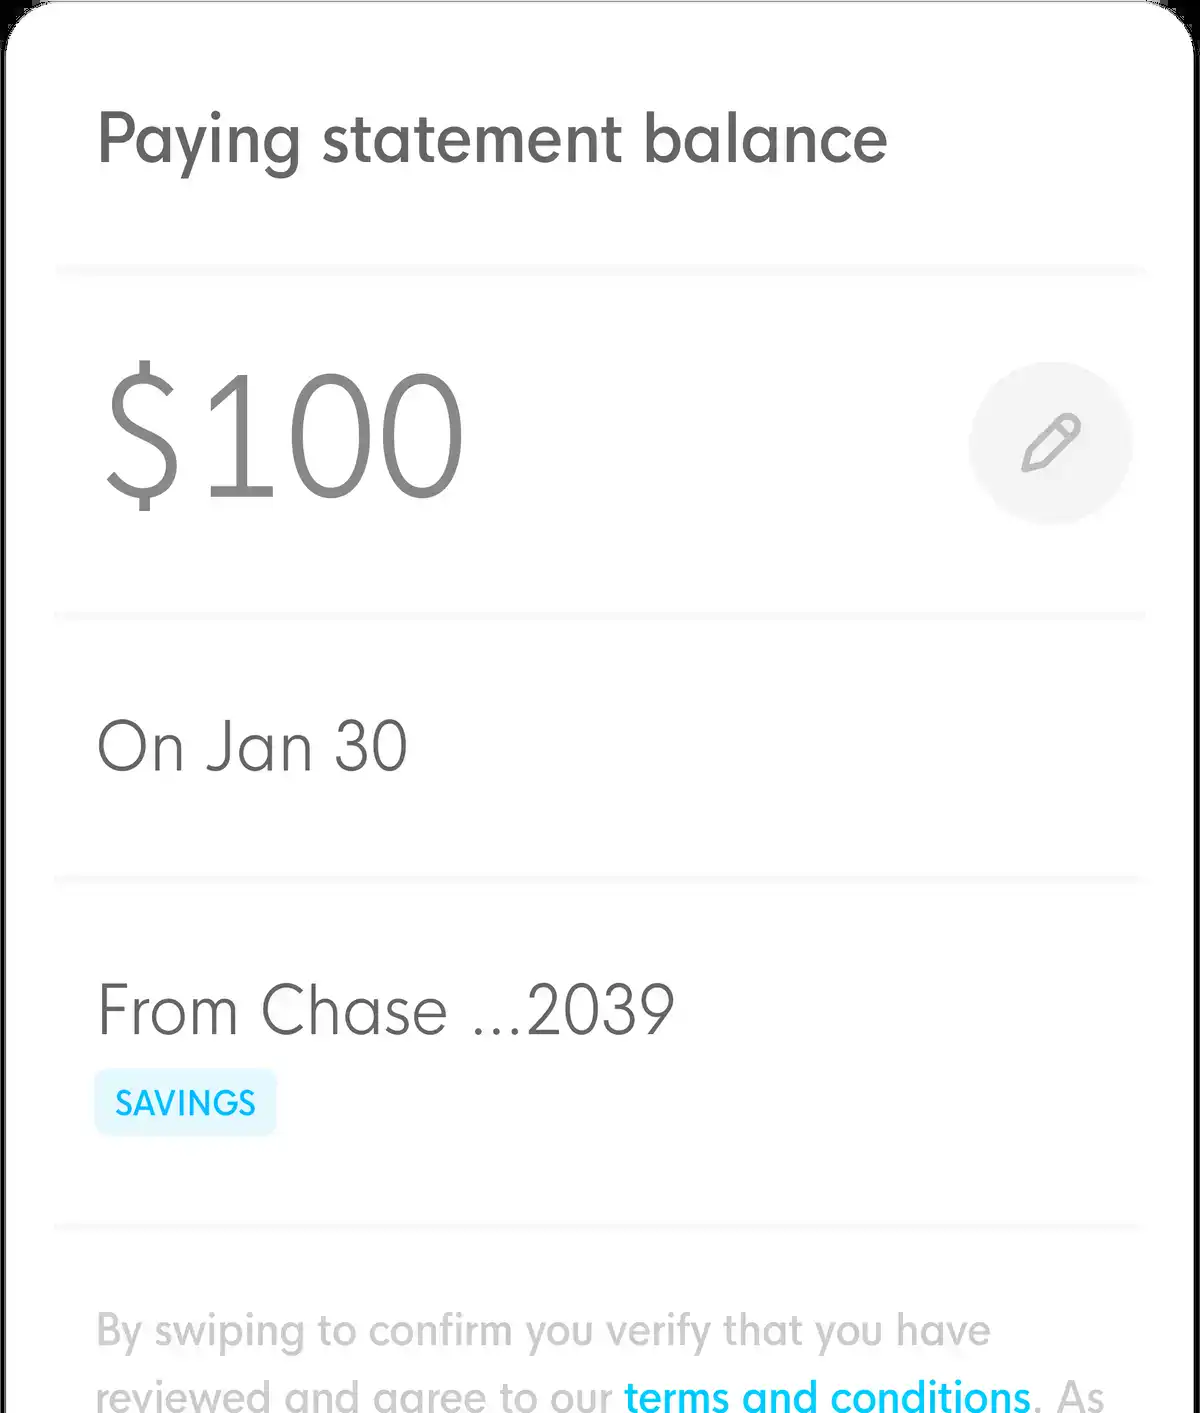 Paying statement balance
$100
On Jan 30
From Chase ...2039
SAVINGS
By swiping to confirm you verify that you have
reviewed and agree to our terms and conditions. As